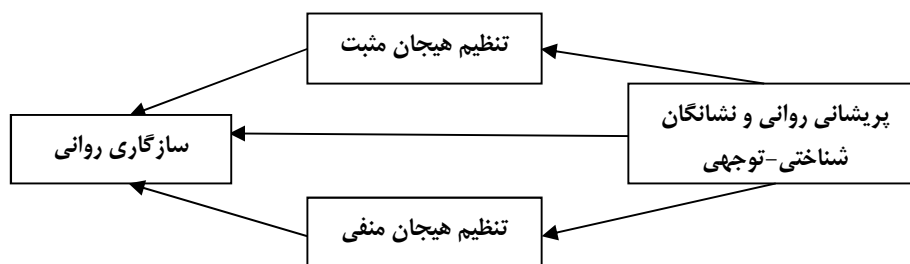 تنظیم هیجان مثبت
پریشانی روانی و نشانگان
شناختی-توجهی
سازگاری روانی
تنظیم هیجان منفی